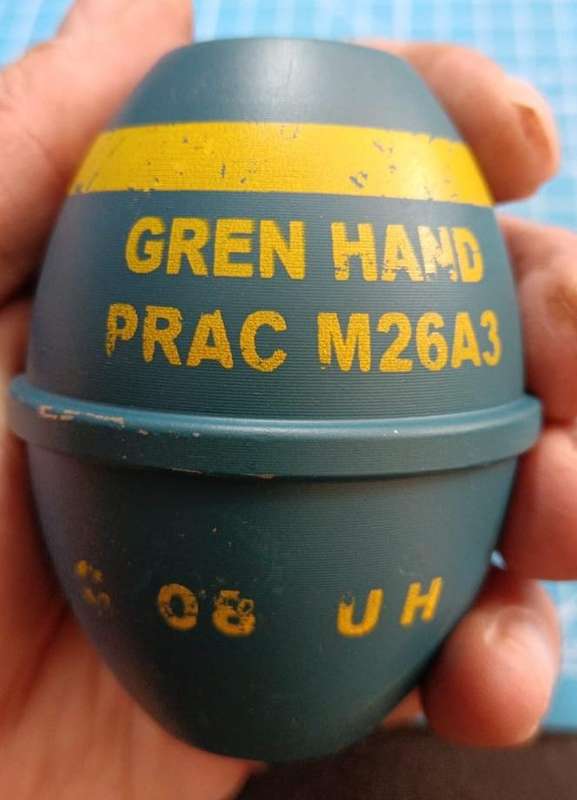 GREN HAND
PRAC M26A3
08 UH